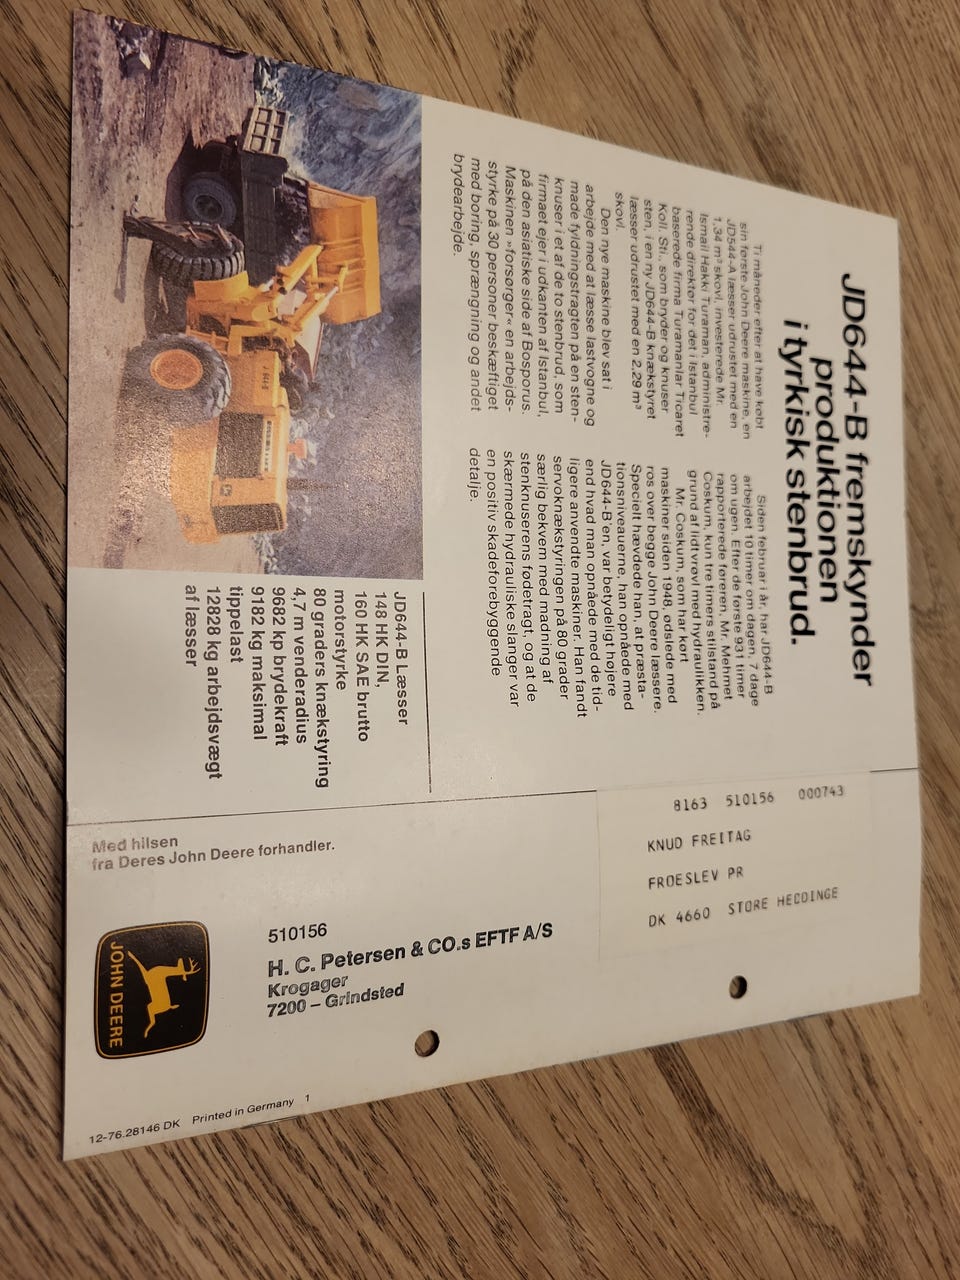 JD644-B fremskynder
produktionen
i tyrkisk stenbrud.
Ti måneder efter at have købt
sin første John Deere maskine, en
JD544-A læsser udrustet med en
1,34 m³ skovl, investerede Mr.
Ismail Hakki Turaman, administre-
rende direktør for det i Istanbul
baserede firma Turamanlar Ticaret
Koll. Sti., som bryder og knuser
sten, i en ny JD644-B knækstyret
læsser udrustet med en 2,29 m³
skovl.
Den nye maskine blev sat i
arbejde med at læsse lastvogne og
made fyldningstragten på en sten-
knuser i et af de to stenbrud, som
firmaet ejer i udkanten af Istanbul,
på den asiatiske side af Bosporus.
Maskinen »forsørger« en arbejds-
styrke på 30 personer beskæftiget
med boring, sprængning og andet
brydearbejde.
Siden februar i år, har JD644-B
arbejdet 10 timer om dagen, 7 dage
om ugen. Efter de første 931 timer
rapporterede føreren, Mr. Mehmet
Coskum, kun tre timers stilstand på
grund af lidt vrøvl med hydraulikken.
Mr. Coskum, som har kørt
maskiner siden 1948, ødslede med
ros over begge John Deere læssere.
Specielt hævdede han, at præsta-
tionsniveauerne, han opnåede med
JD644-B'en, var betydeligt højere
end hvad man opnåede med de tid-
ligere anvendte maskiner. Han fandt
servoknækstyringen på 80 grader
særlig bekvem med madning af
stenknuserens fødetragt, og at de
skærmede hydrauliske slanger var
en positiv skadeforebyggende
detalje.
JD644-B Læsser
148 HK DIN,
160 HK SAE brutto
motorstyrke
80 graders knækstyring
4,7 m venderadius
9682 kp brydekraft
9182 kg maksimal
tippelast
12828 kg arbejdsvægt
af læsser
8163 510156 000743
KNUD FREITAG
FROESLEV PR
DK 4660 STORE HECDINGE
Med hilsen
fra Deres John Deere forhandler.
510156
H. C. Petersen & CO.s EFTF A/S
Krogager
7200 – Grindsted
JOHN DEERE
12-76.28146 DK Printed in Germany 1